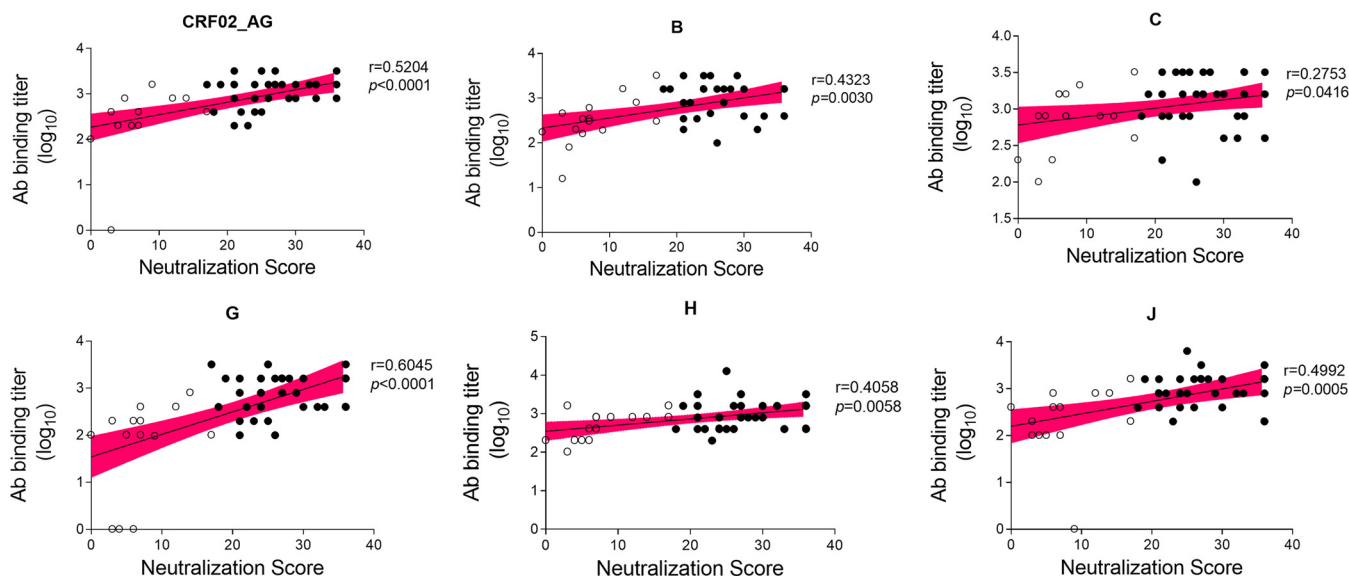 CRF02_AG
Ab binding titer
(log10)
4
3
2
1
0
0 10 20 30 40
Neutralization Score
r=0.5204
p<0.0001
B
Ab binding titer
(log10)
4
3
2
1
0
0 10 20 30 40
Neutralization Score
r=0.4323
p=0.0030
C
Ab binding titer
(log10)
4.0
3.5
3.0
2.5
2.0
1.5
0 10 20 30 40
Neutralization Score
r=0.2753
p=0.0416
G
Ab binding titer
(log10)
4
3
2
1
0
0 10 20 30 40
Neutralization Score
r=0.6045
p<0.0001
H
Ab binding titer
(log10)
5
4
3
2
1
0
0 10 20 30 40
Neutralization Score
r=0.4058
p=0.0058
J
Ab binding titer
(log10)
4
3
2
1
0
0 10 20 30 40
Neutralization Score
r=0.4992
p=0.0005